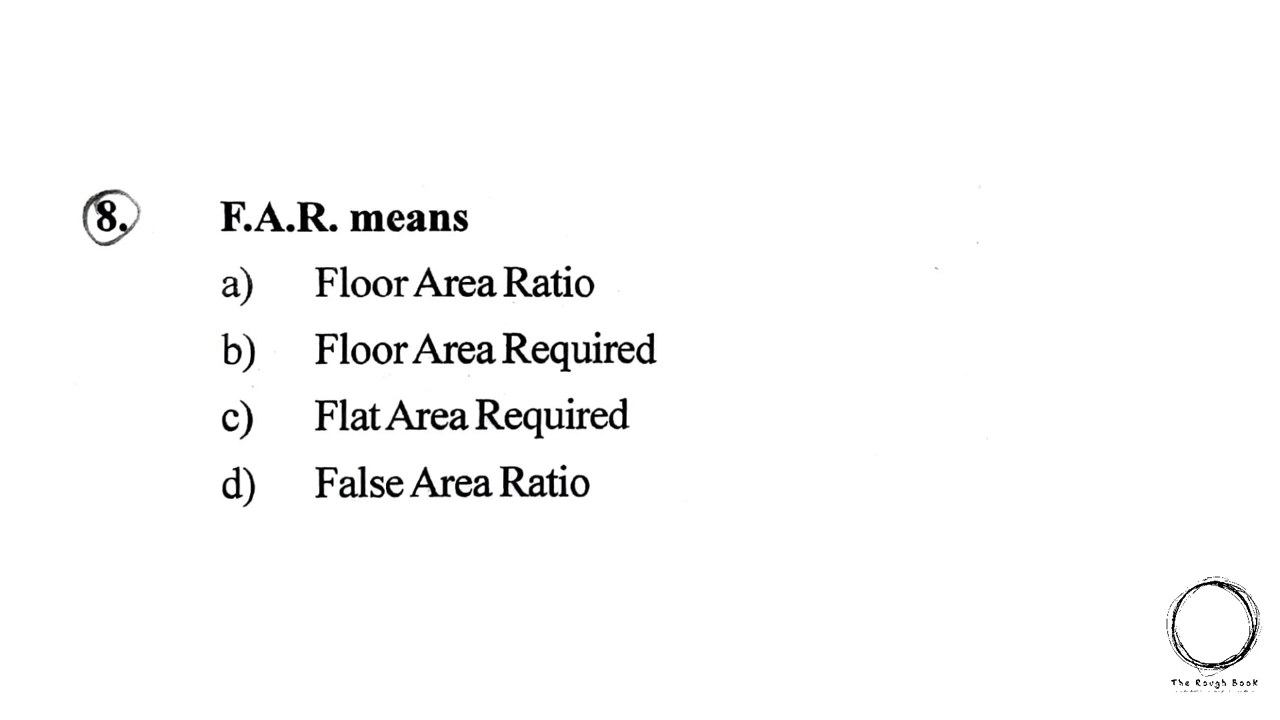 8. F.A.R. means
a) Floor Area Ratio
b) Floor Area Required
c) Flat Area Required
d) False Area Ratio
The Rough Book